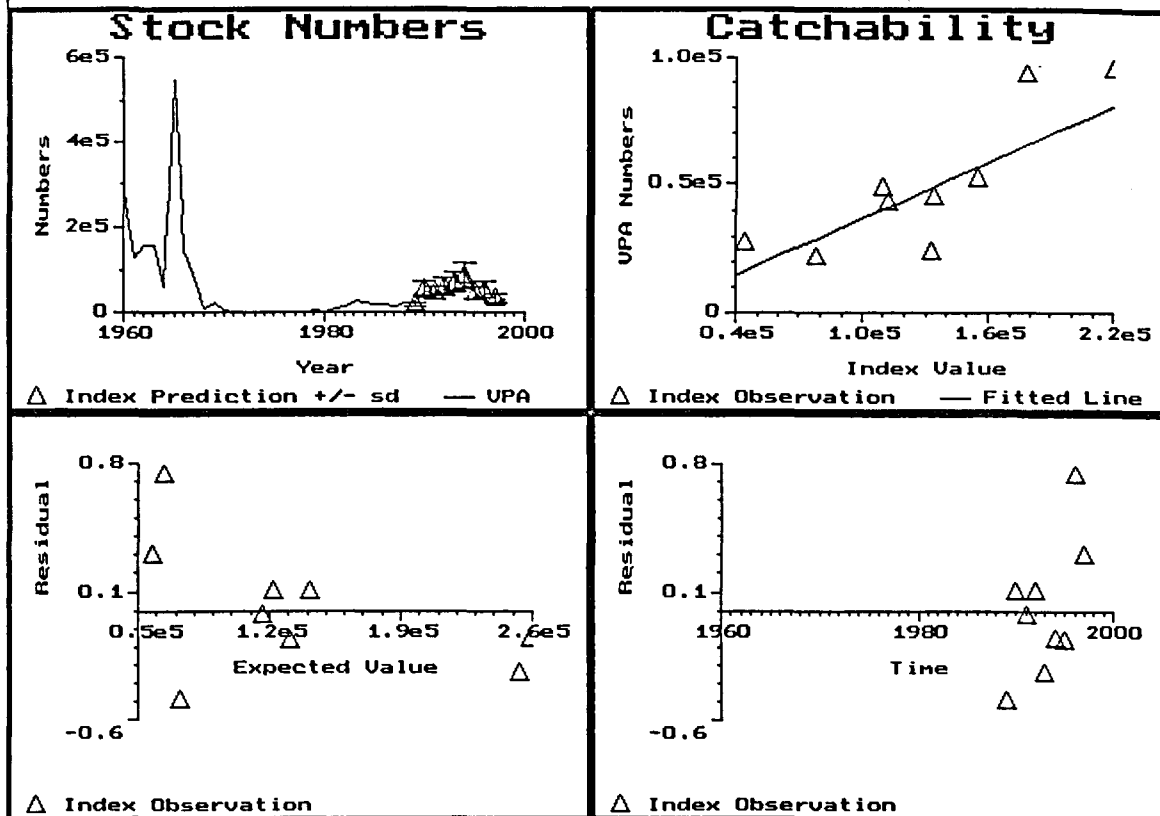 Stock Numbers
6e5
4e5
2e5
0
Numbers
1960
1980
2000
Year
△ Index Prediction +/- sd — VPA
Catchability
1.0e5
0.5e5
0
VPA Numbers
0.4e5
1.0e5
1.6e5
2.2e5
Index Value
△ Index Observation — Fitted Line
0.8
0.1
-0.6
Residual
0.5e5
1.2e5
1.9e5
2.6e5
Expected Value
△ Index Observation
0.8
0.1
-0.6
Residual
1960
1980
2000
Time
△ Index Observation